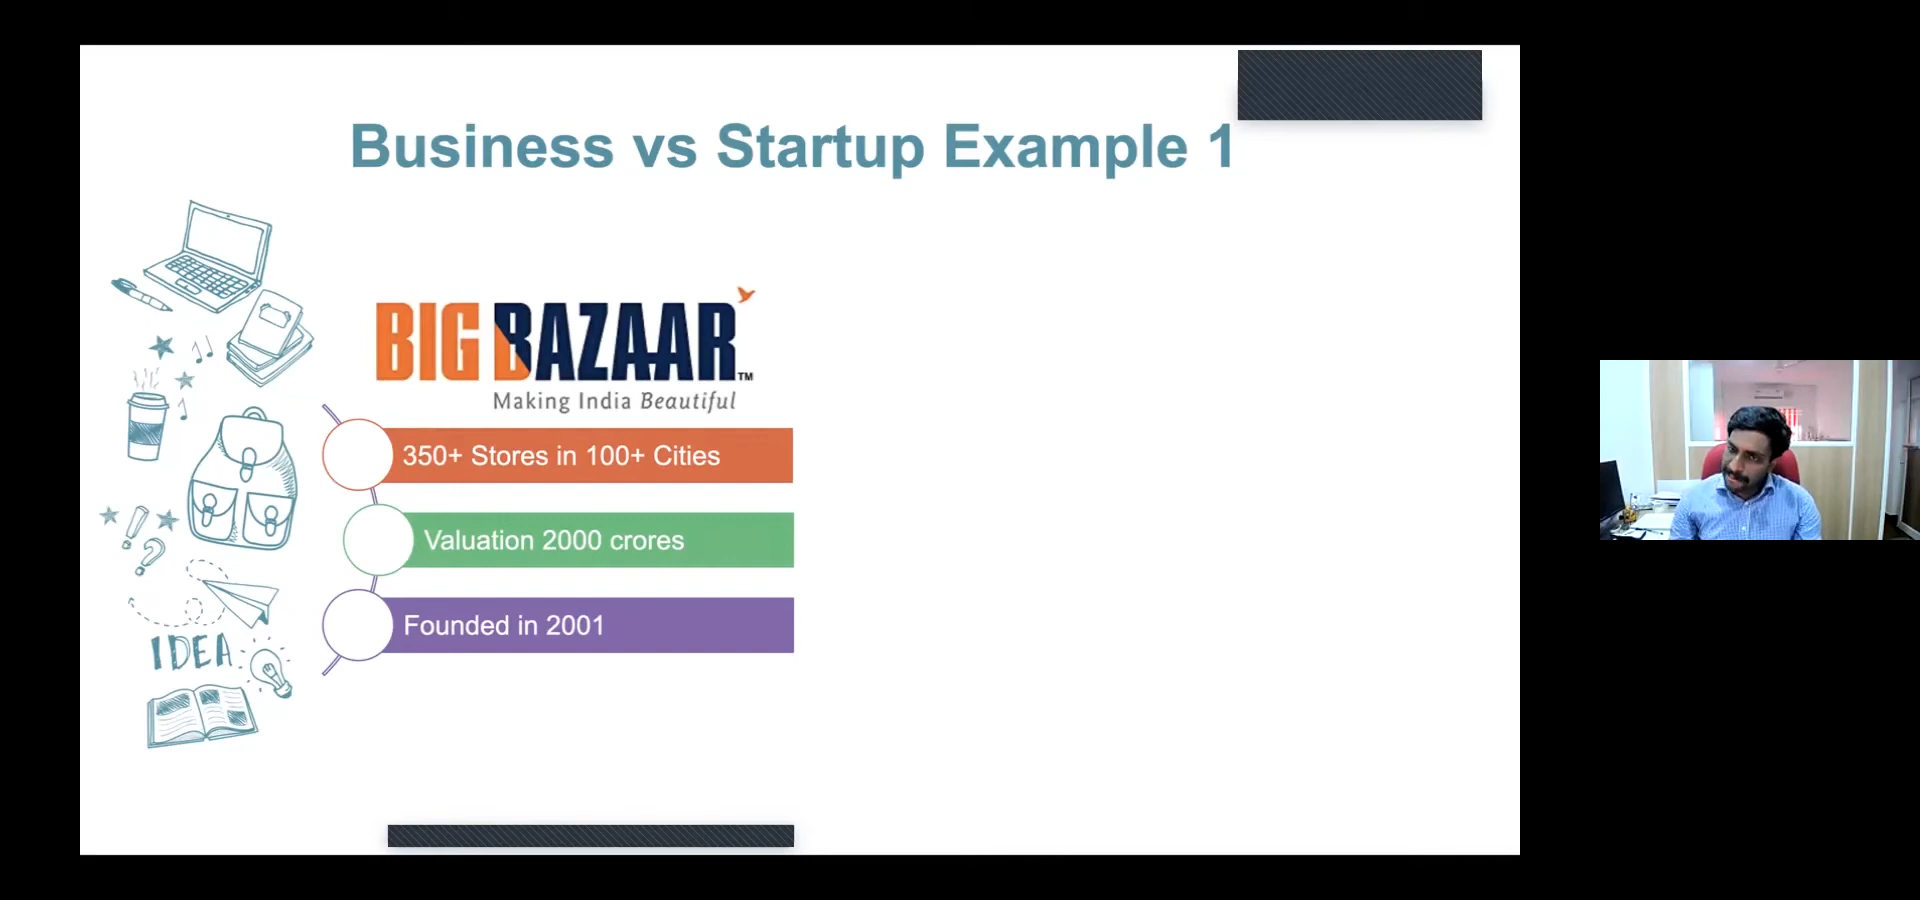 Business vs Startup Example 1
BIG BAZAAR TM
Making India Beautiful
350+ Stores in 100+ Cities
Valuation 2000 crores
Founded in 2001
IDEA